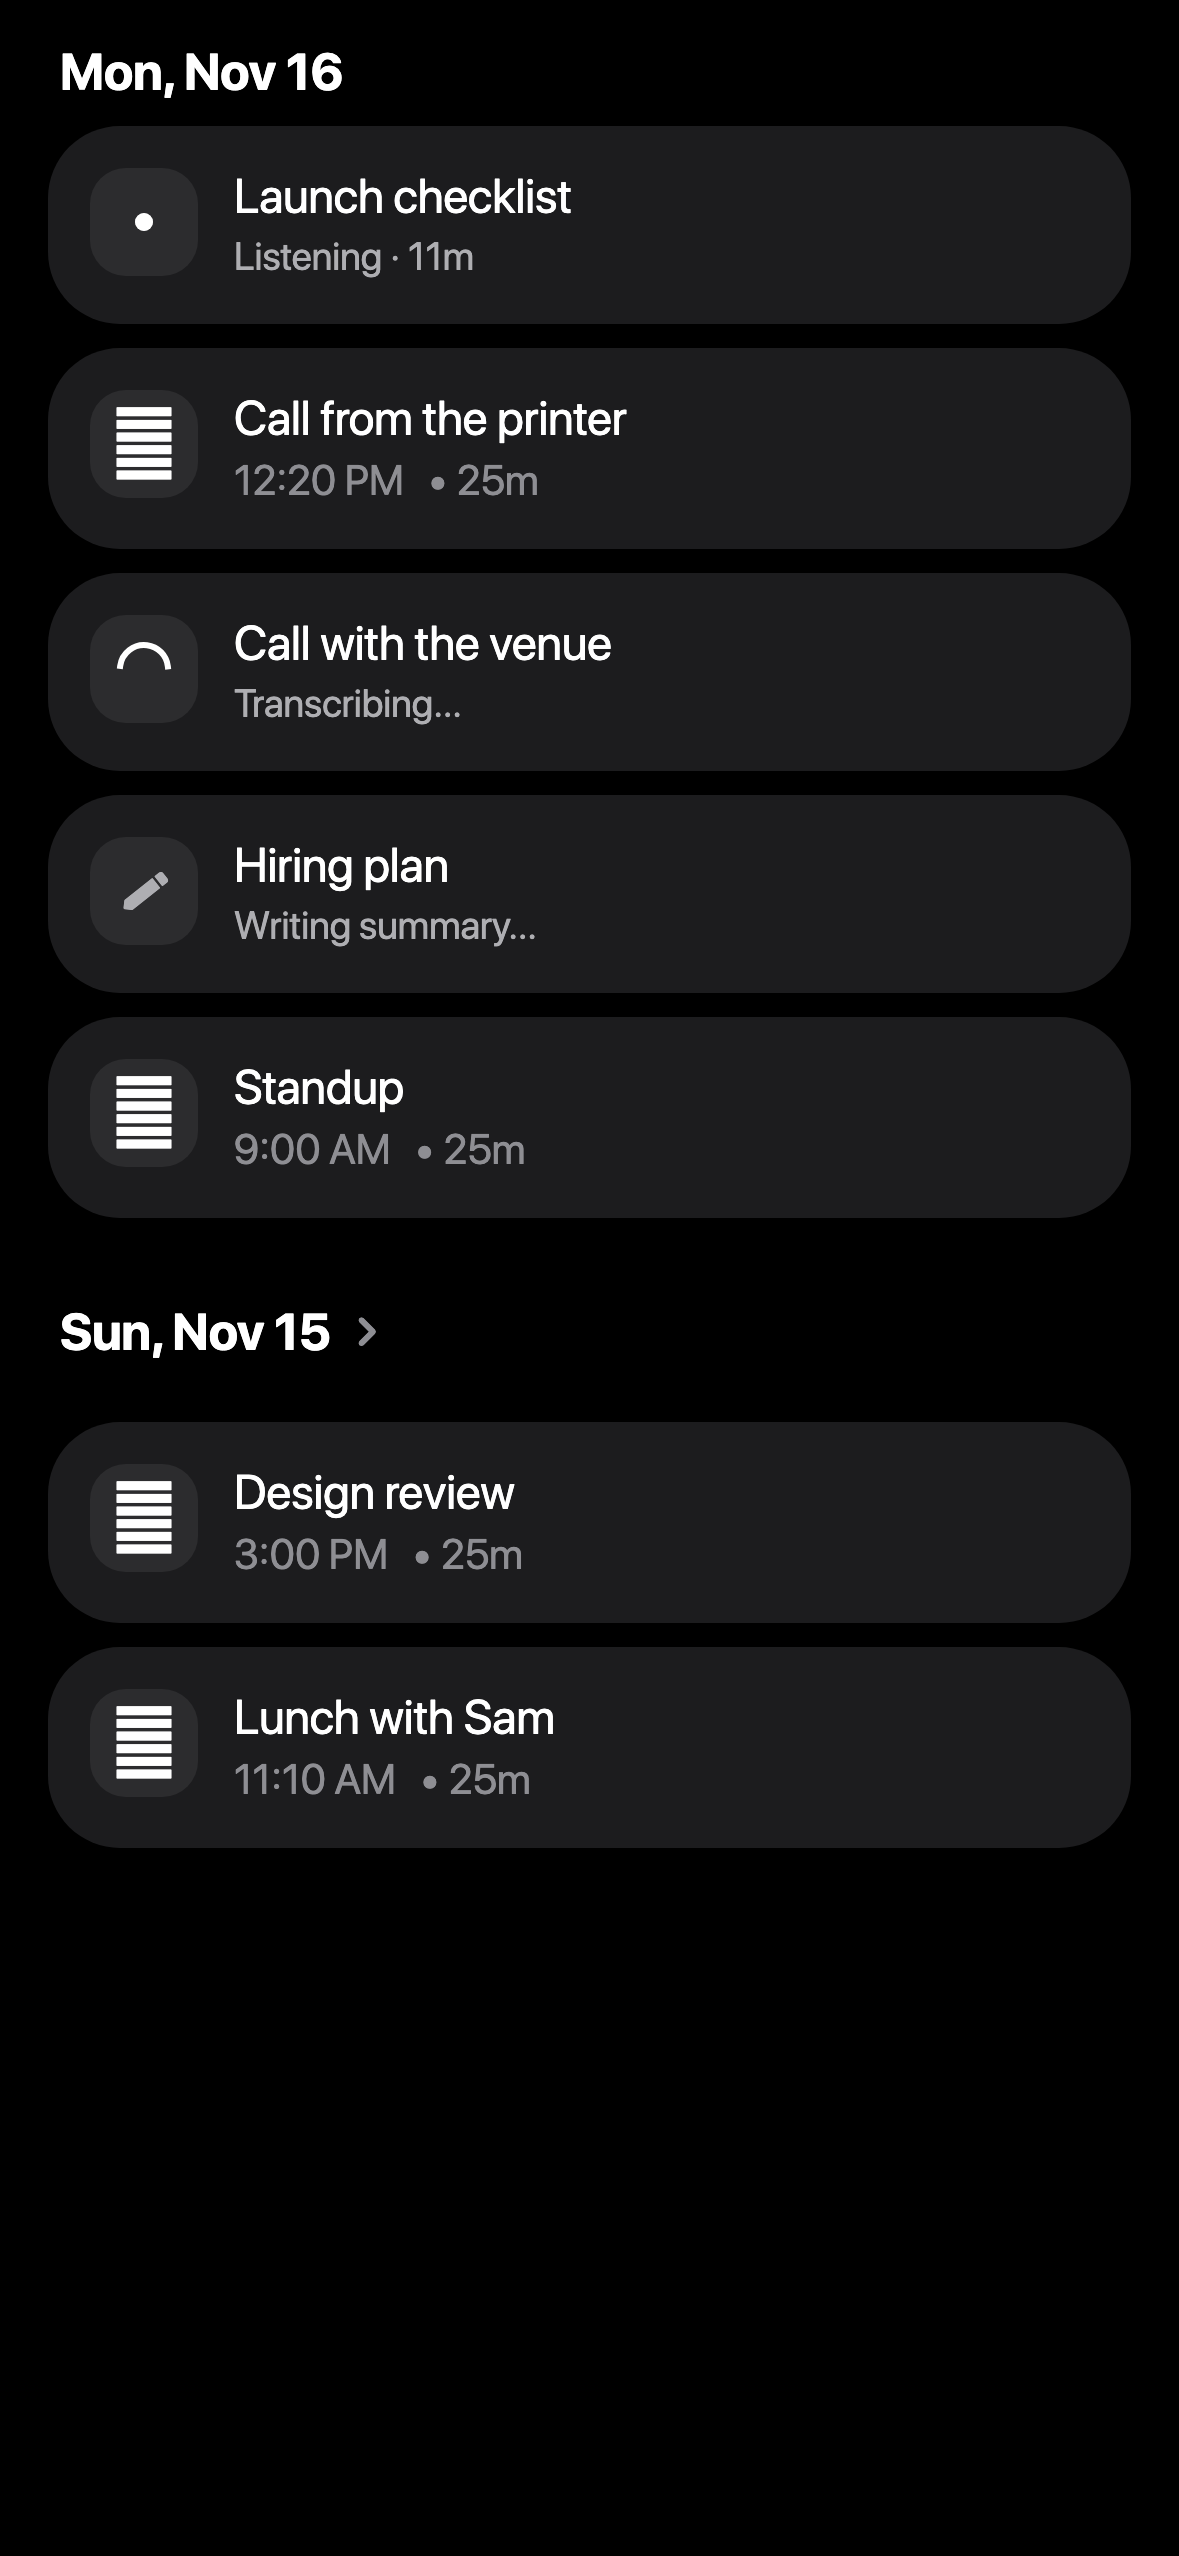 Mon, Nov 16
Launch checklist
Listening · 11m
Call from the printer
12:20 PM • 25m
Call with the venue
Transcribing...
Hiring plan
Writing summary...
Standup
9:00 AM • 25m
Sun, Nov 15
Design review
3:00 PM • 25m
Lunch with Sam
11:10 AM • 25m